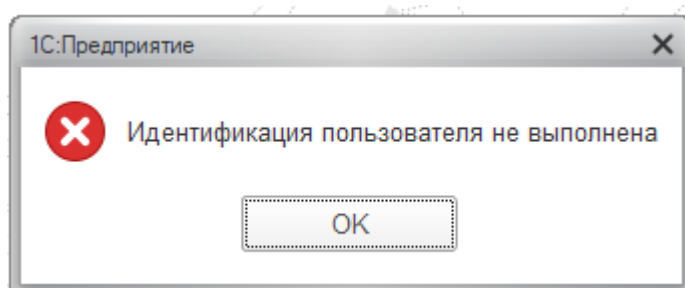 1С:Предприятие
Идентификация пользователя не выполнена
OK